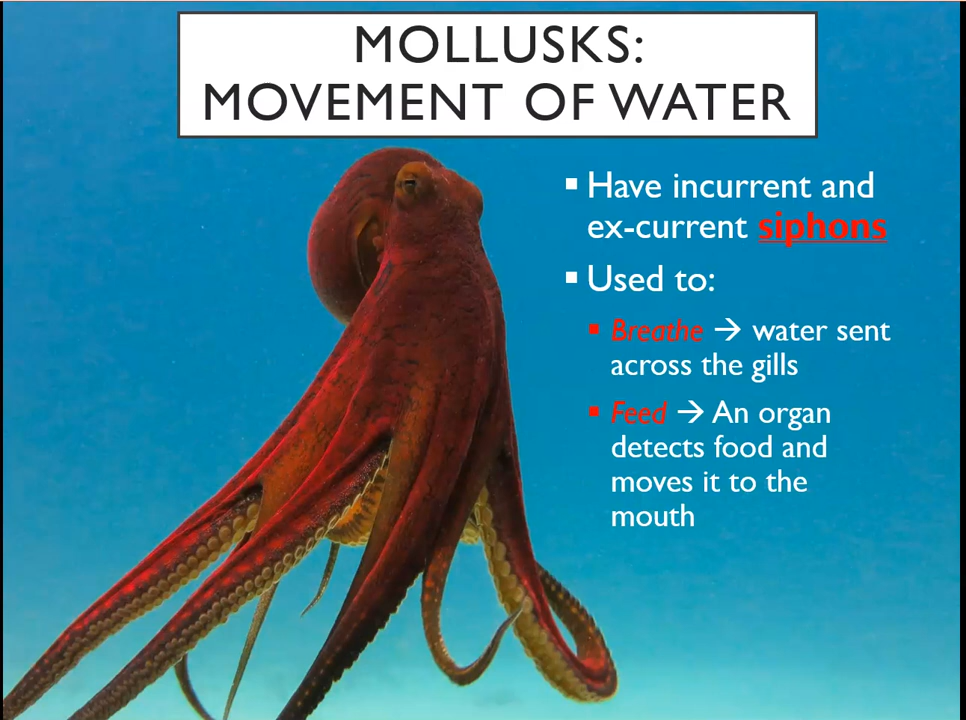 MOLLUSKS:
MOVEMENT OF WATER
▪ Have incurrent and
ex-current siphons
▪ Used to:
▪ Breathe → water sent
across the gills
▪ Feed → An organ
detects food and
moves it to the
mouth